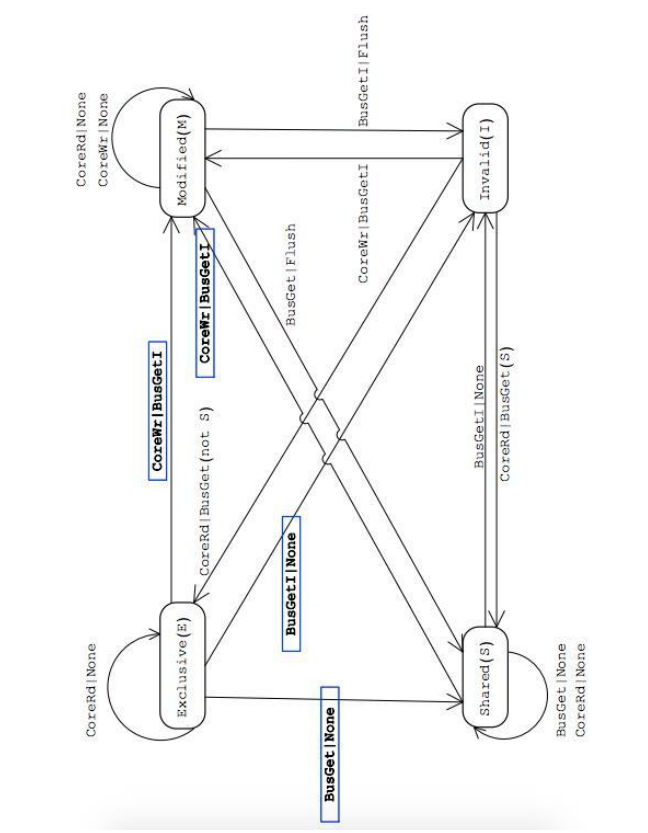 CoreRd|None
CoreWr|None
Modified(M)
BusGetI|Flush
Invalid(I)
CoreWr|BusGetI
BusGet|Flush
CoreWr|BusGetI
CoreWr|BusGetI
CoreRd|BusGet(not S)
BusGetI|None
CoreRd|BusGet(S)
BusGetI|None
CoreRd|None
Exclusive(E)
BusGet|None
Shared(S)
BusGet|None
CoreRd|None